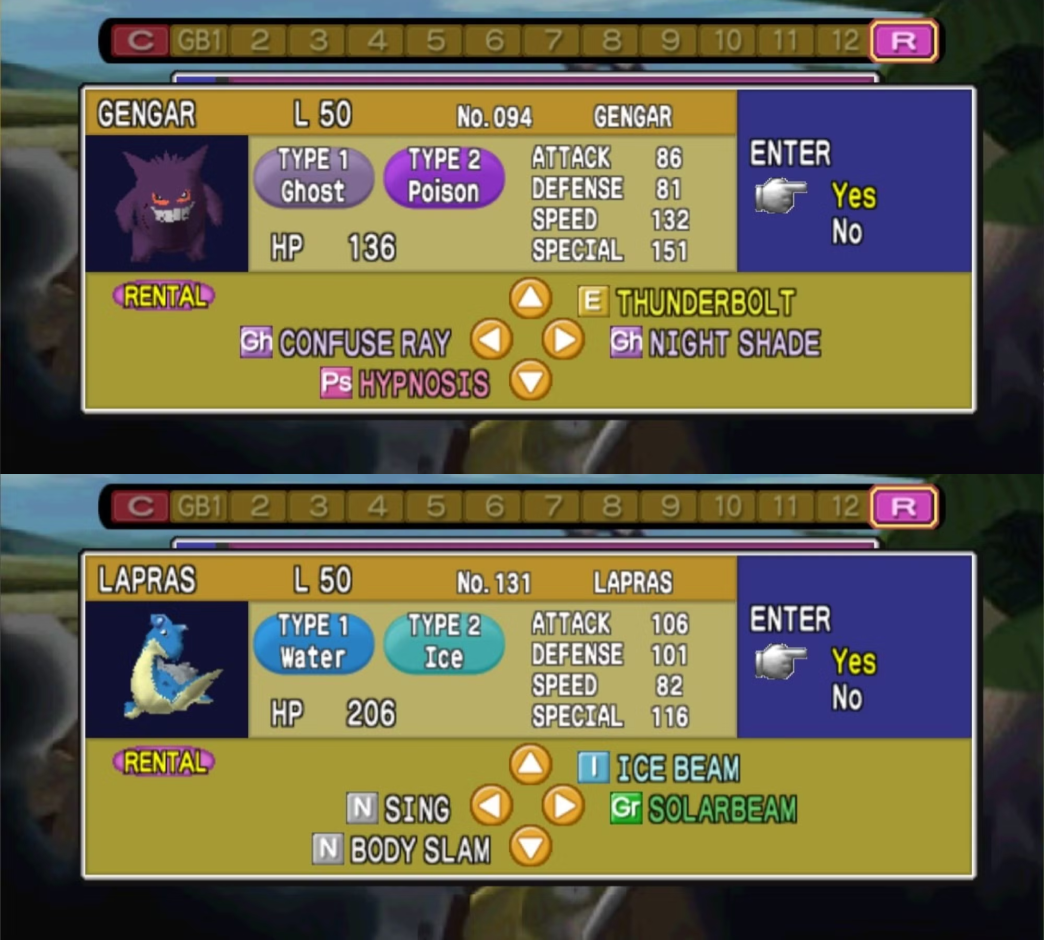 C GB1 2 3 4 5 6 7 8 9 10 11 12 R
GENGAR L 50 No.094 GENGAR
TYPE 1 TYPE 2 ATTACK 86
Ghost Poison DEFENSE 81
SPEED 132
HP 136 SPECIAL 151
ENTER
Yes
No
RENTAL E THUNDERBOLT
Gh CONFUSE RAY Gh NIGHT SHADE
Ps HYPNOSIS
C GB1 2 3 4 5 6 7 8 9 10 11 12 R
LAPRAS L 50 No.131 LAPRAS
TYPE 1 TYPE 2 ATTACK 106
Water Ice DEFENSE 101
SPEED 82
HP 206 SPECIAL 116
ENTER
Yes
No
RENTAL I ICE BEAM
N SING Gr SOLARBEAM
N BODY SLAM